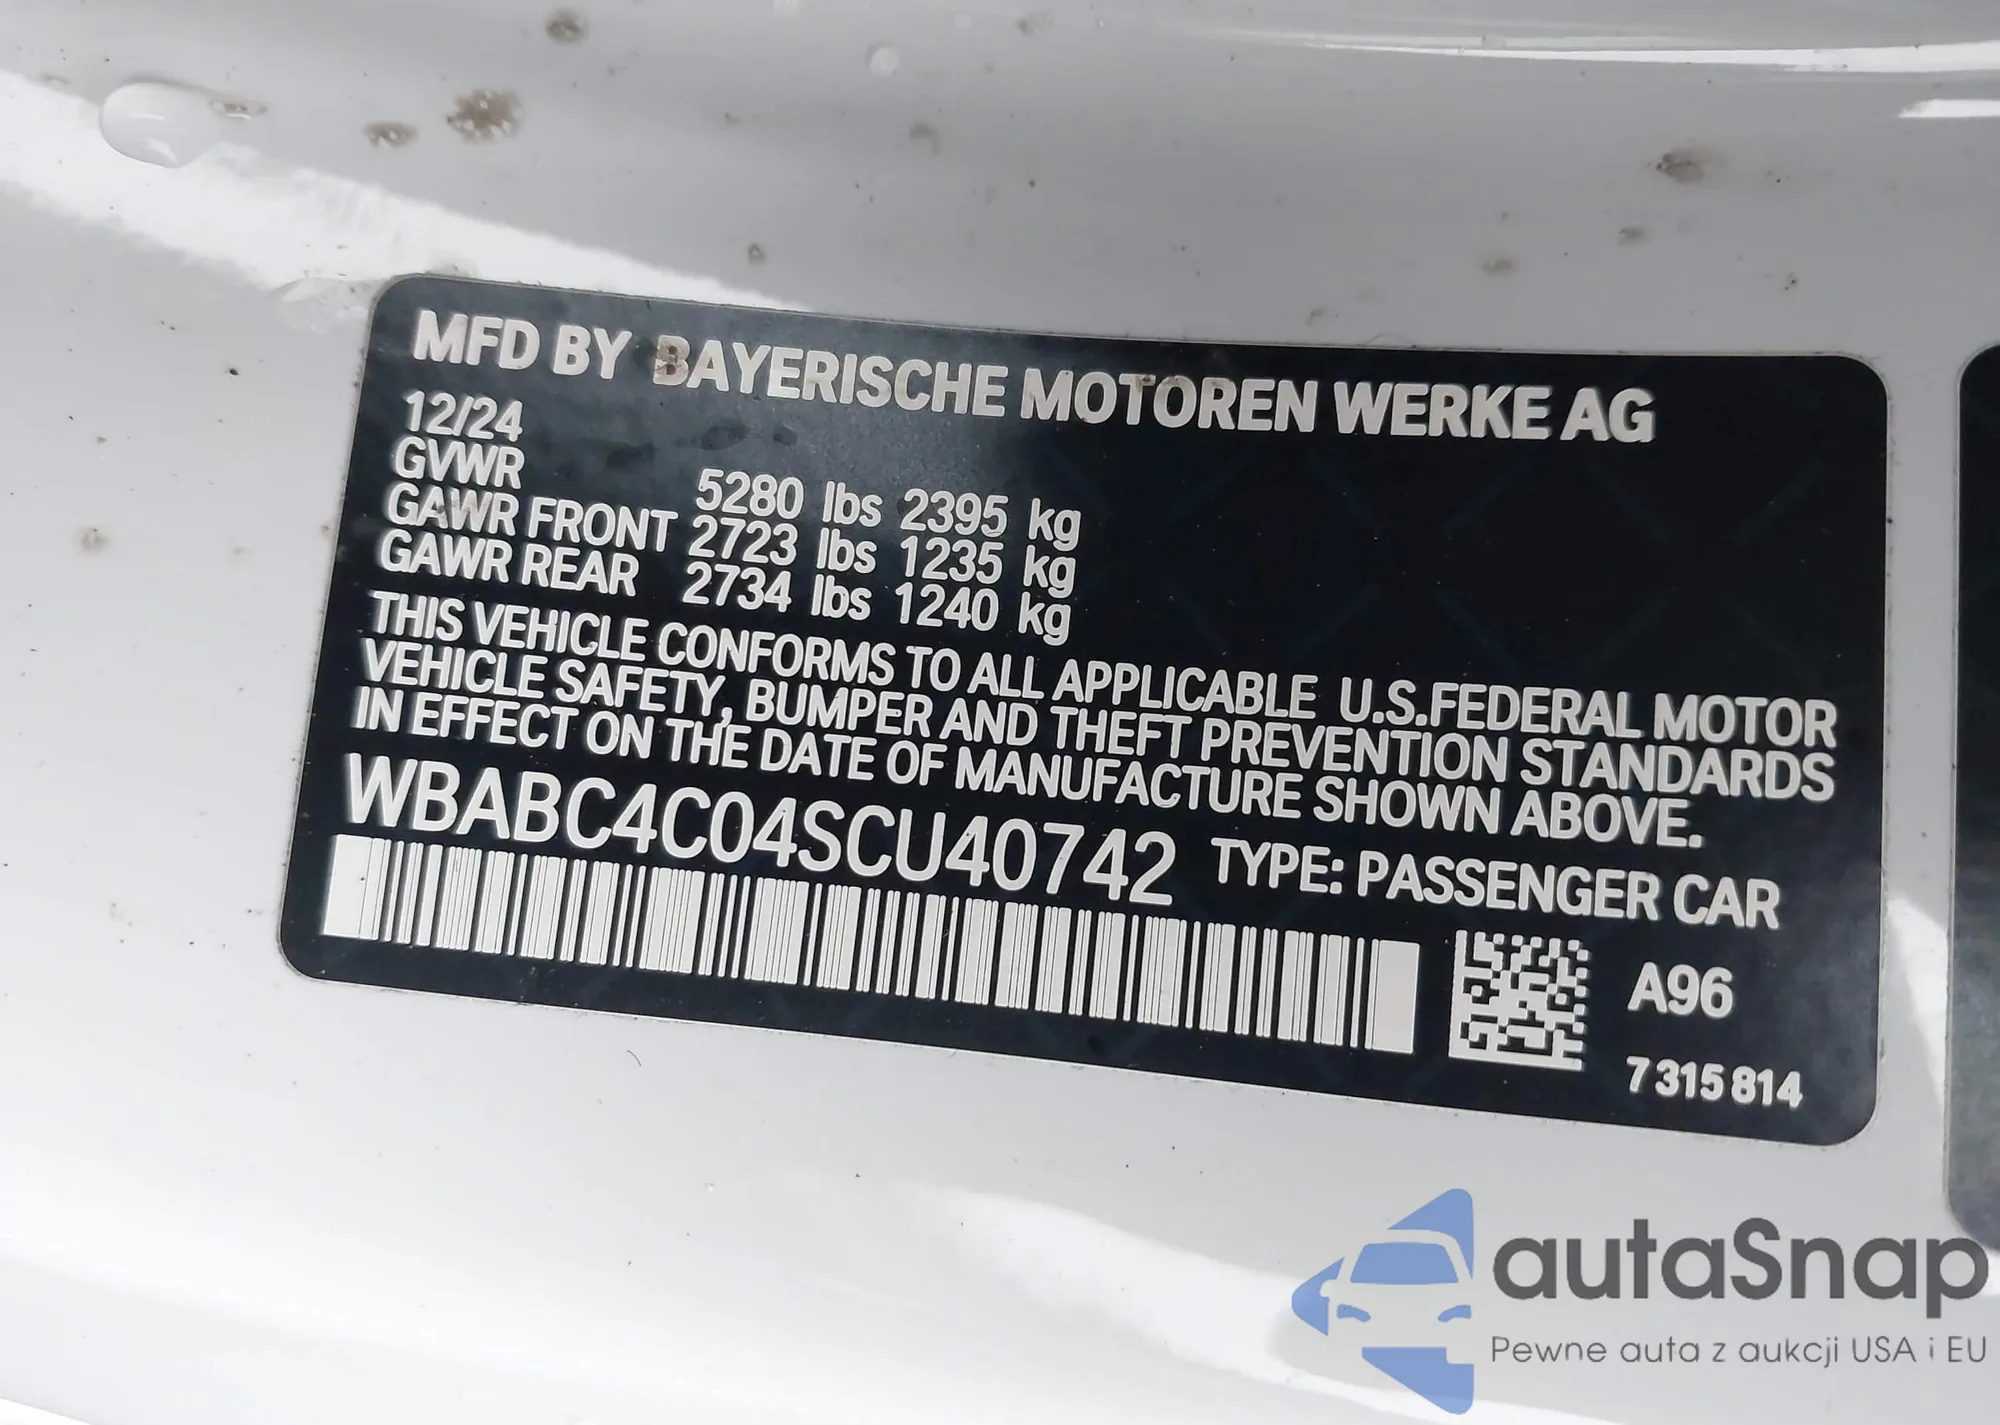 MFD BY BAYERISCHE MOTOREN WERKE AG
12/24
GVWR 5280 lbs 2395 kg
GAWR FRONT 2723 lbs 1235 kg
GAWR REAR 2734 lbs 1240 kg
THIS VEHICLE CONFORMS TO ALL APPLICABLE U.S.FEDERAL MOTOR
VEHICLE SAFETY, BUMPER AND THEFT PREVENTION STANDARDS
IN EFFECT ON THE DATE OF MANUFACTURE SHOWN ABOVE.
WBABC4C04SCU40742 TYPE: PASSENGER CAR
A96
7 315 814
autaSnap
Pewne auta z aukcji USA i EU